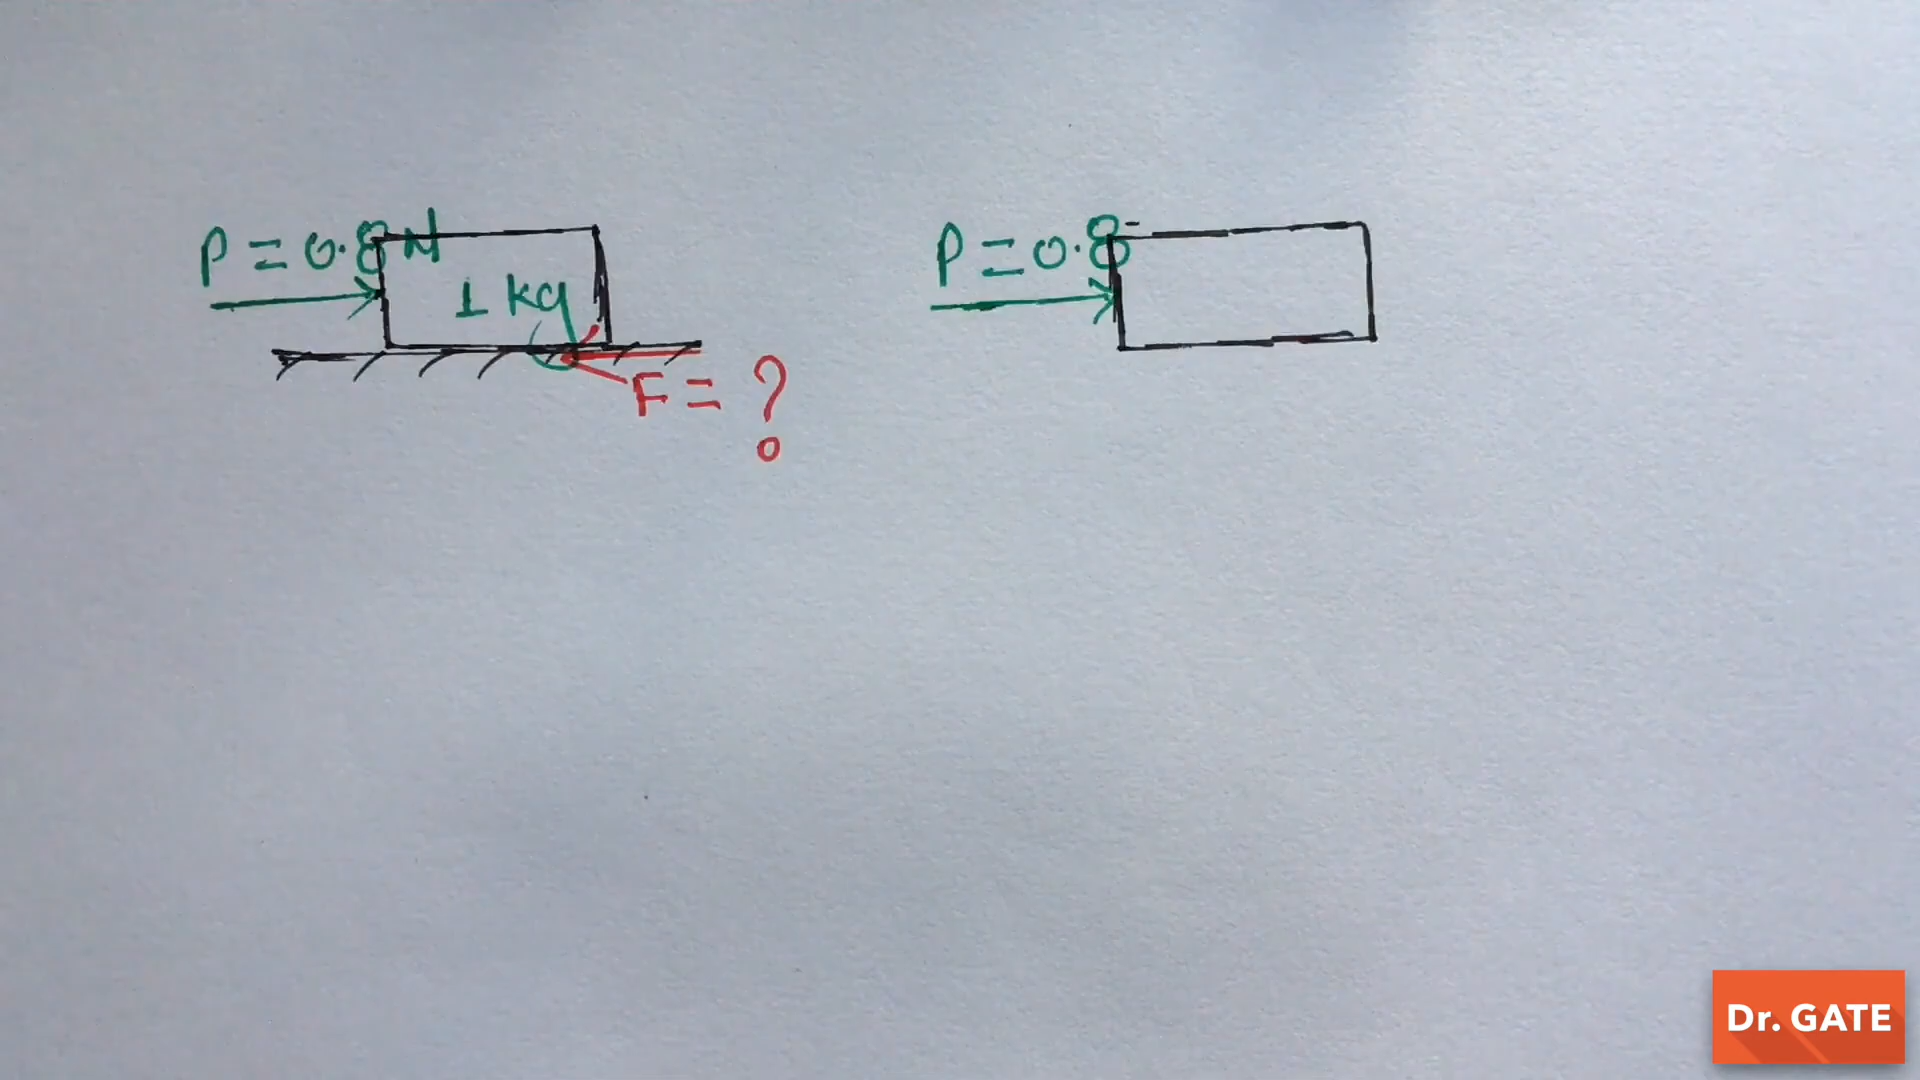 P = 0.8N
1 kg
F = ?
P = 0.8
Dr. GATE